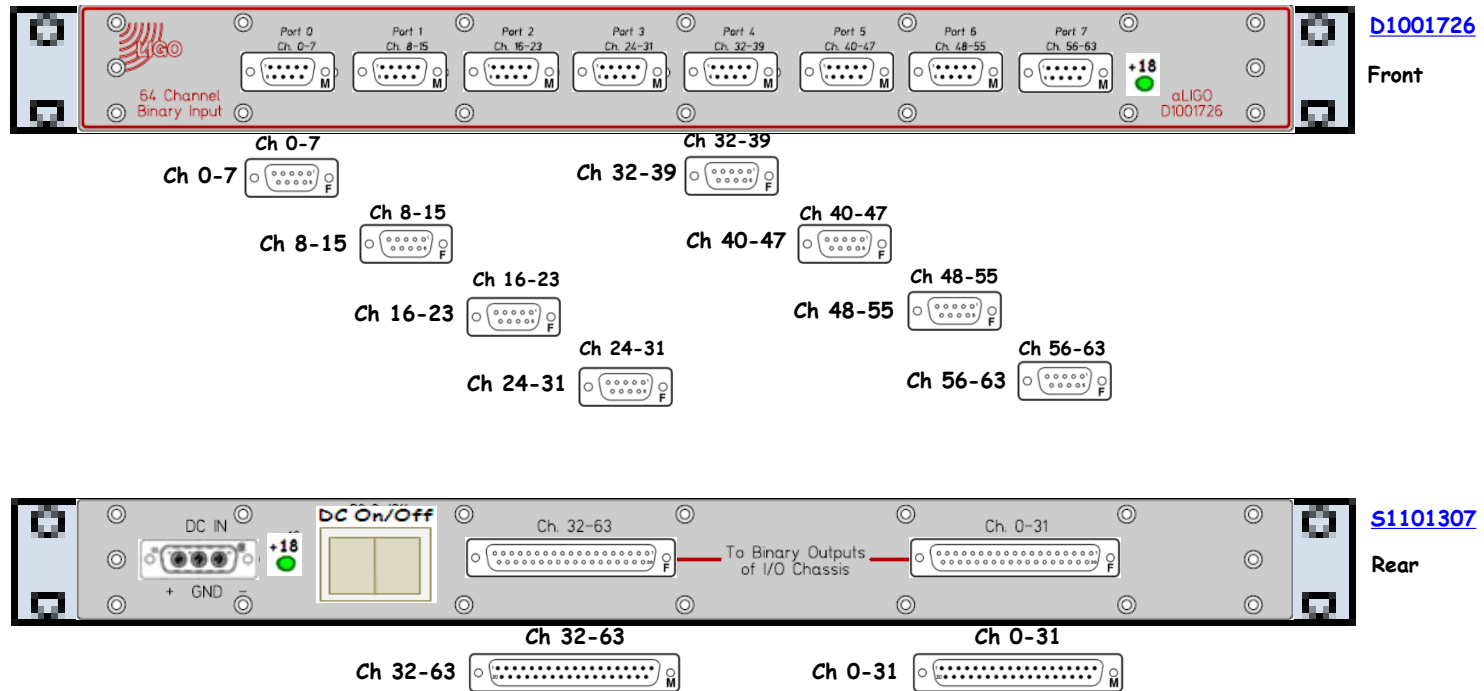 Port 0
Ch. 0-7
Port 1
Ch. 8-15
Port 2
Ch. 16-23
Port 3
Ch. 24-31
Port 4
Ch. 32-39
Port 5
Ch. 40-47
Port 6
Ch. 48-55
Port 7
Ch. 56-63
D1001726
Front
LIGO
M
M
M
M
M
M
M
M
+18
64 Channel
Binary Input
aLIGO
D1001726
Ch 0-7
Ch 0-7
F
Ch 32-39
Ch 32-39
F
Ch 8-15
Ch 8-15
F
Ch 40-47
Ch 40-47
F
Ch 16-23
Ch 16-23
F
Ch 48-55
Ch 48-55
F
Ch 24-31
Ch 24-31
F
Ch 56-63
Ch 56-63
F
S1101307
Rear
DC IN
+18
+ GND -
DC On/Off
Ch. 32-63
F
To Binary Outputs
of I/O Chassis
Ch. 0-31
F
Ch 32-63
Ch 32-63
M
Ch 0-31
Ch 0-31
M